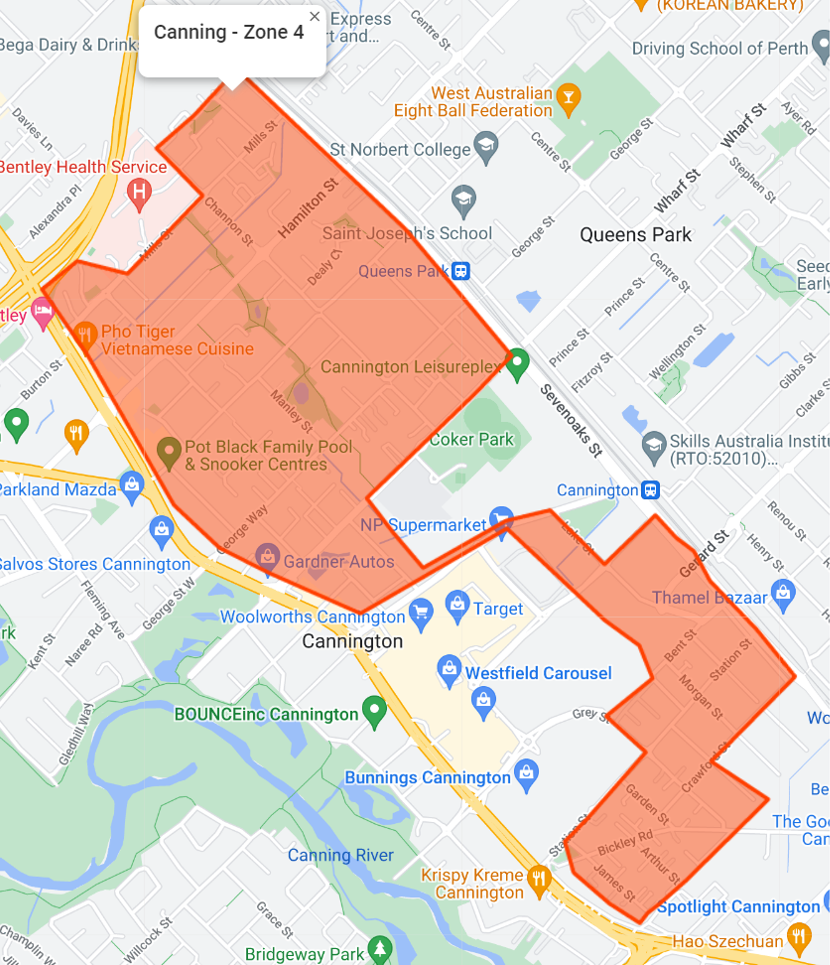 Canning - Zone 4
×
Express
rt and…
(KOREAN BAKERY)
Bega Dairy & Drinks
Centre St
Driving School of Perth
West Australian
Eight Ball Federation
Ayer Rd
Wharf St
Davies Ln
Mills St
St Norbert College
Centre St
George St
Stephen St
Bentley Health Service
H
Alexandra Pl
Wharf St
Hamilton St
Channon St
Mills St
Saint Joseph's School
George St
Queens Park
Dealy Ct
Queens Park
Centre St
Seed
Early
Prince St
tley
Pho Tiger
Vietnamese Cuisine
Prince St
Wellington St
Burton St
Cannington Leisureplex
Fitzroy St
Gibbs St
Clarke S
Manley St
Sevenoaks St
Coker Park
Pot Black Family Pool
& Snooker Centres
Skills Australia Institu
(RTO:52010)…
Parkland Mazda
Cannington
George Way
NP Supermarket
Lake St
Renou St
Gerard St
Henry St
Salvos Stores Cannington
Gardner Autos
George St W
Fleming Ave
Thamel Bazaar
Woolworths Cannington
Target
rk
Kent St
Naree Rd
Cannington
Bent St
Station St
Westfield Carousel
Morgan St
BOUNCEinc Cannington
Grey St
Wo
Gledhill Way
Crawford St
Bunnings Cannington
Garden St
Be
The Goo
Can
Station St
Bickley Rd
Canning River
Arthur St
Krispy Kreme
Cannington
James St
Spotlight Cannington
Grace St
Willcock St
Champlin W
Hao Szechuan
Bridgeway Park